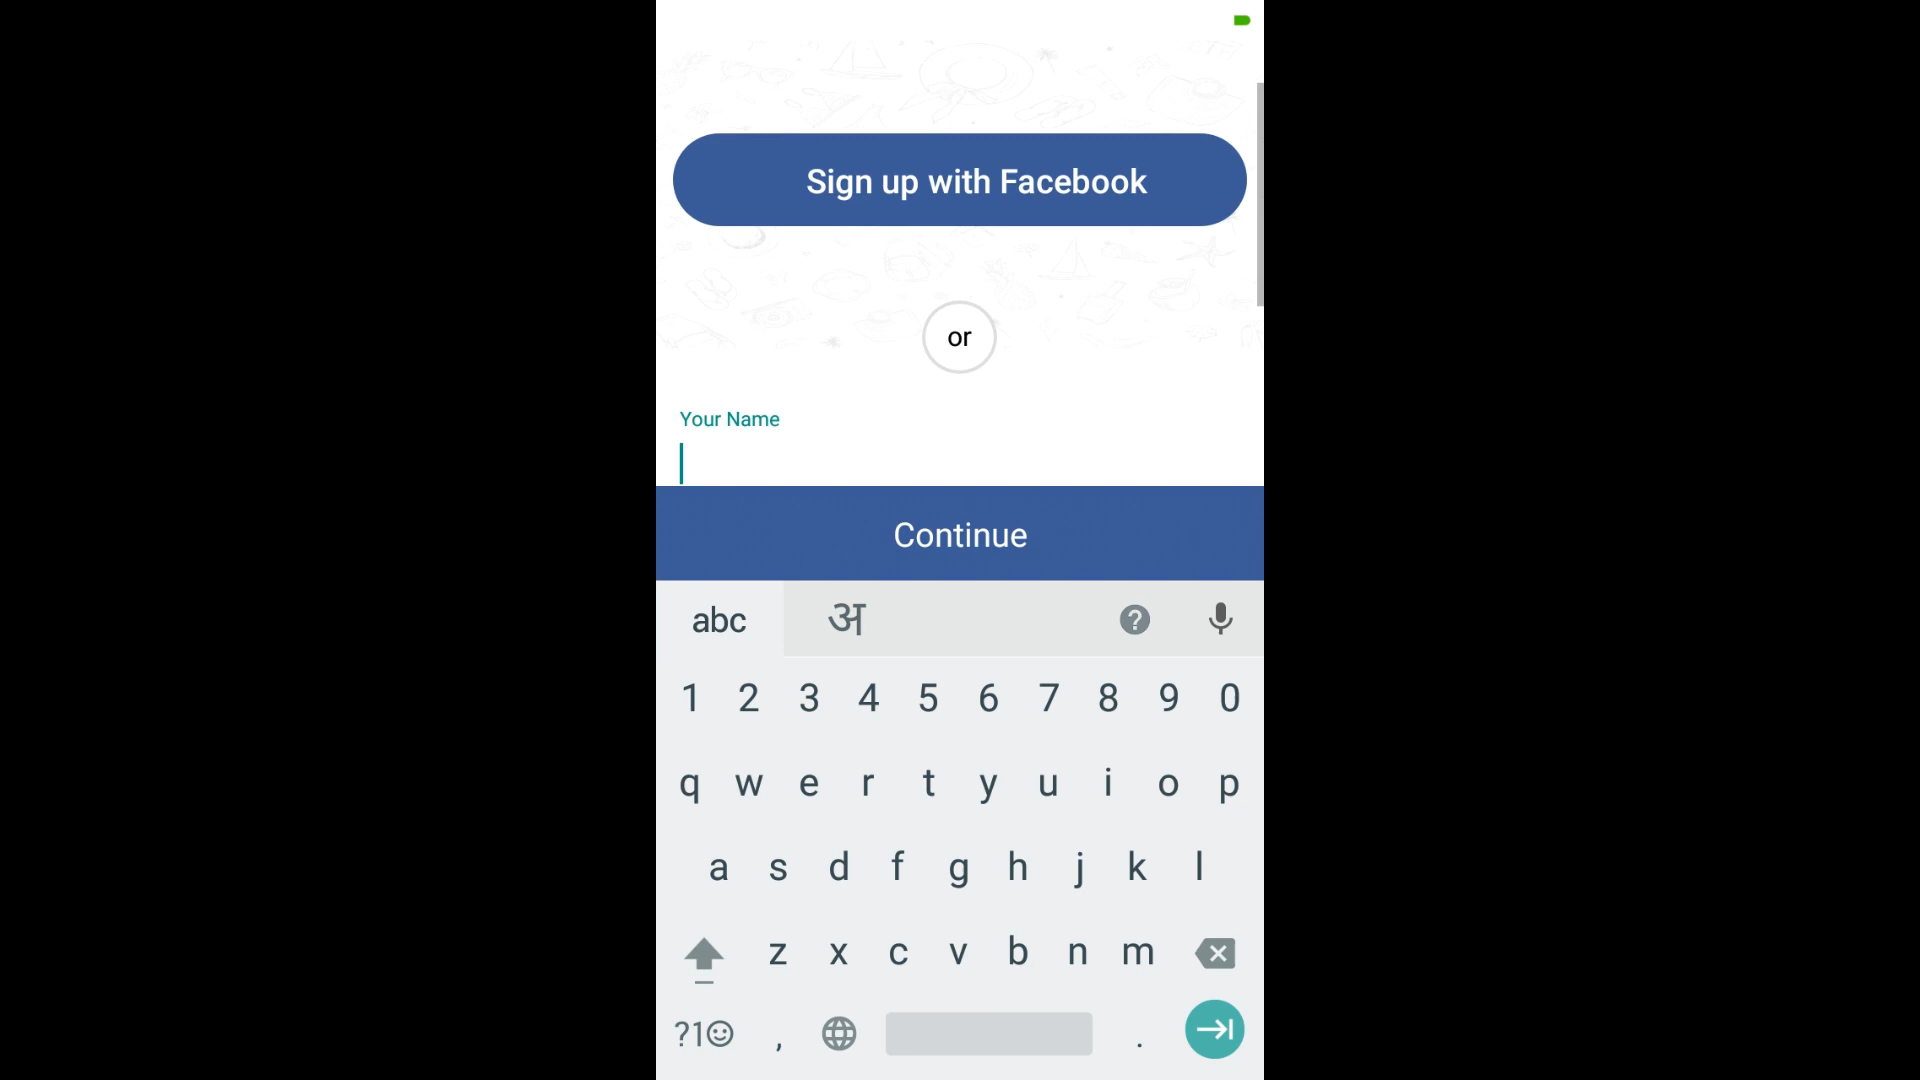 Sign up with Facebook
or
Your Name
Continue
abc अ ?
1 2 3 4 5 6 7 8 9 0
q w e r t y u i o p
a s d f g h j k l
z x c v b n m
?1☺ , .